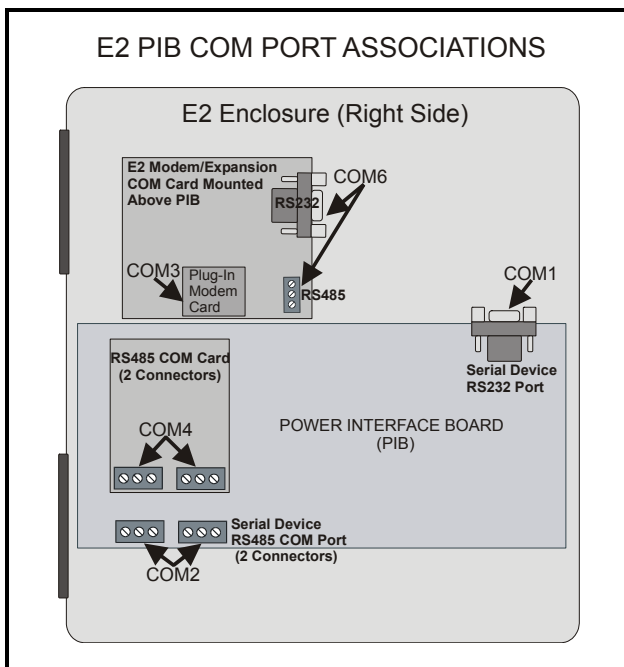 E2 PIB COM PORT ASSOCIATIONS
E2 Enclosure (Right Side)
E2 Modem/Expansion
COM Card Mounted
Above PIB
RS232
COM6
COM3
Plug-In
Modem
Card
RS485
COM1
Serial Device
RS232 Port
RS485 COM Card
(2 Connectors)
COM4
POWER INTERFACE BOARD
(PIB)
Serial Device
RS485 COM Port
(2 Connectors)
COM2